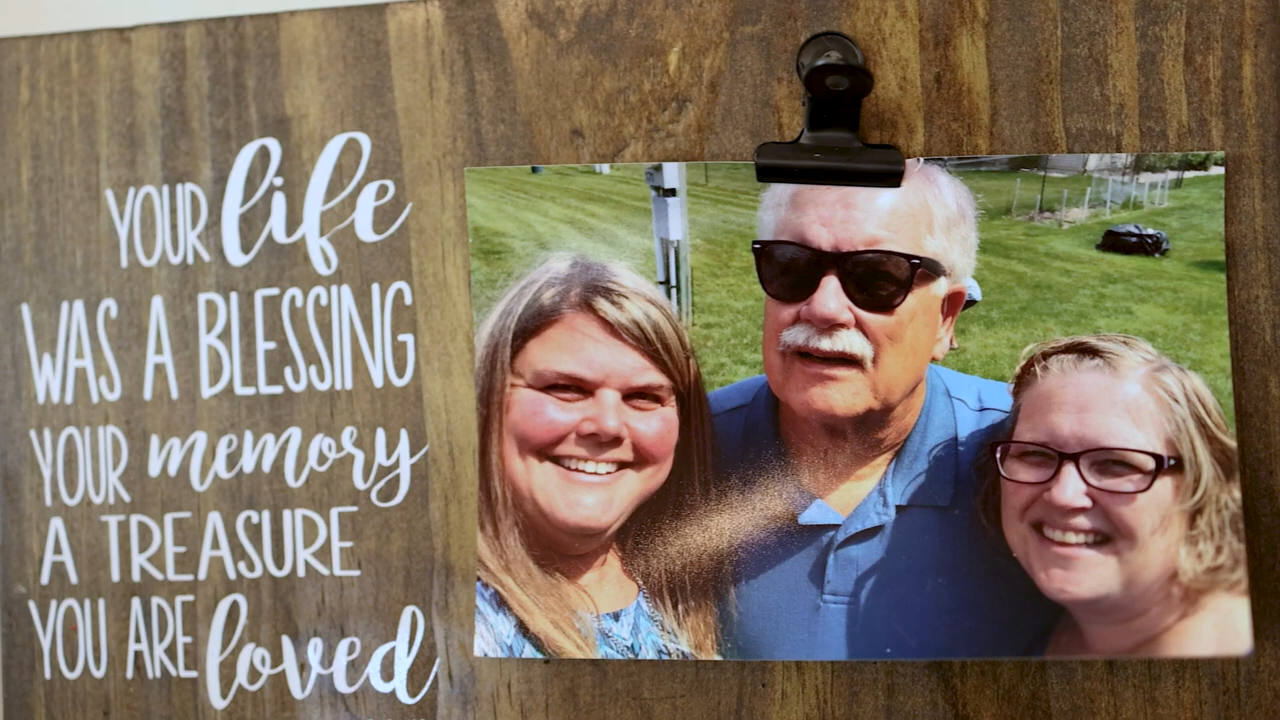 YOUR life
WAS A BLESSING
YOUR memory
A TREASURE
YOU ARE loved